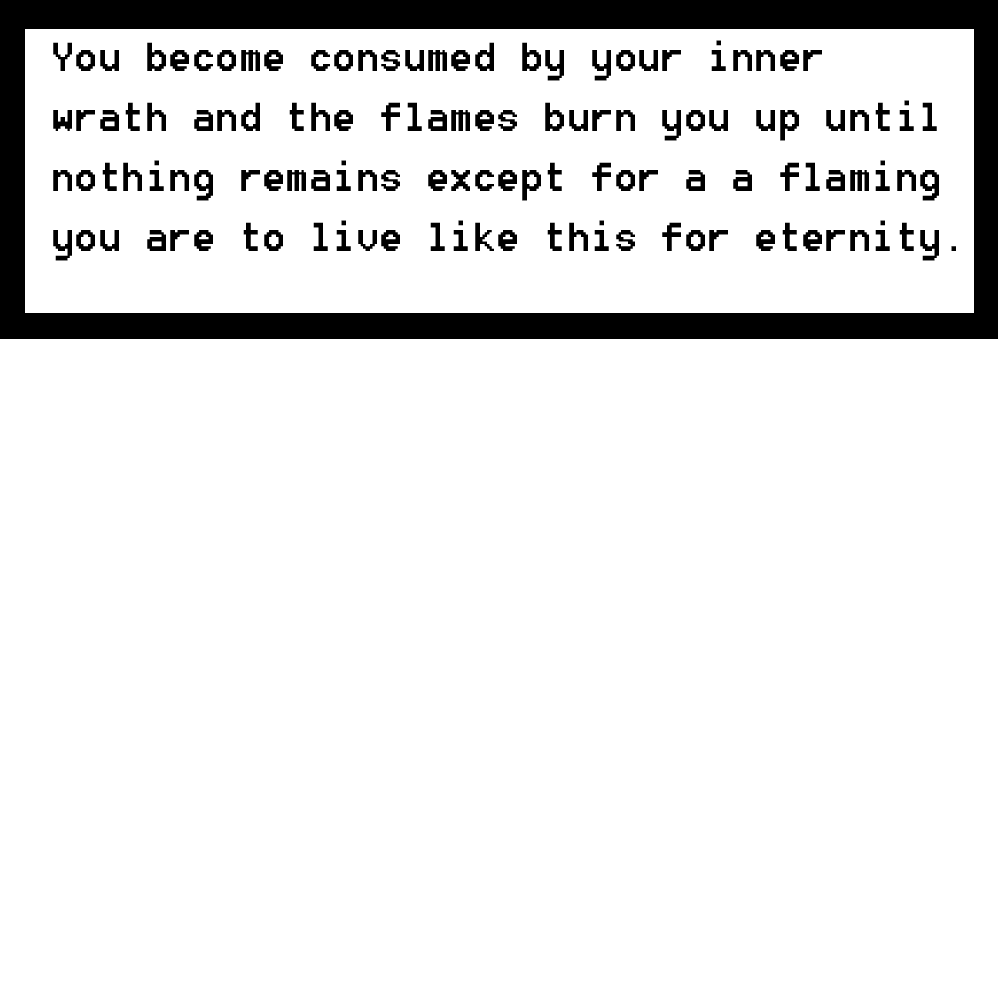 You become consumed by your inner
wrath and the flames burn you up until
nothing remains except for a a flaming
you are to live like this for eternity.